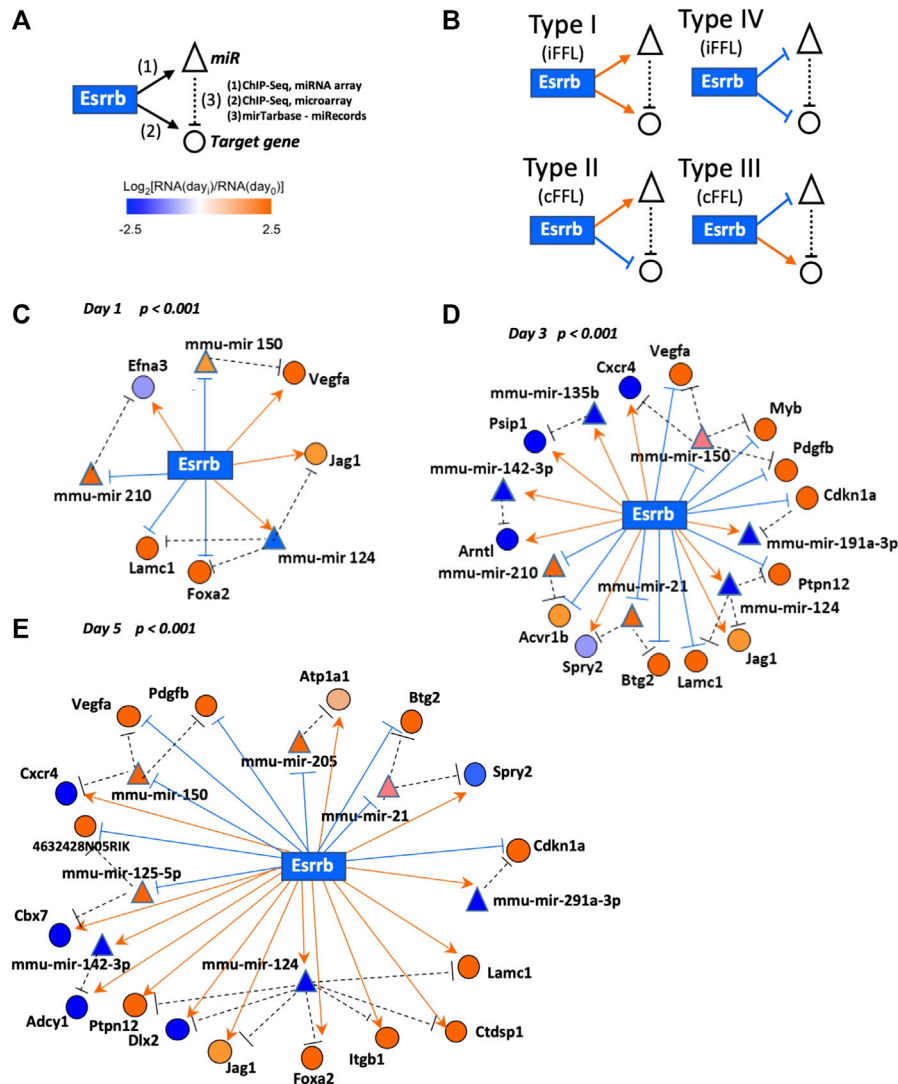 A
(1)
miR
Esrrb
(3)
(1)ChIP-Seq, miRNA array
(2)ChIP-Seq, microarray
(3)mirTarbase - miRecords
(2)
Target gene
Log2[RNA(dayi)/RNA(day0)]
-2.5
2.5
B
Type I
(iFFL)
Esrrb
Type IV
(iFFL)
Esrrb
Type II
(cFFL)
Esrrb
Type III
(cFFL)
Esrrb
C
Day 1 p < 0.001
mmu-mir 150
Efna3
Vegfa
Esrrb
Jag1
mmu-mir 210
mmu-mir 124
Lamc1
Foxa2
D
Day 3 p < 0.001
Vegfa
Cxcr4
mmu-mir-135b
Myb
Psip1
mmu-mir-150
Pdgfb
mmu-mir-142-3p
Cdkn1a
Esrrb
mmu-mir-191a-3p
Arntl
mmu-mir-210
Ptpn12
mmu-mir-21
mmu-mir-124
Acvr1b
Spry2
Btg2
Lamc1
Jag1
E
Day 5 p < 0.001
Atp1a1
Pdgfb
Btg2
Vegfa
mmu-mir-205
Spry2
Cxcr4
mmu-mir-150
mmu-mir-21
4632428N05RIK
Cdkn1a
Esrrb
mmu-mir-125-5p
mmu-mir-291a-3p
Cbx7
mmu-mir-142-3p
mmu-mir-124
Lamc1
Adcy1
Ptpn12
Dlx2
Ctdsp1
Jag1
Itgb1
Foxa2